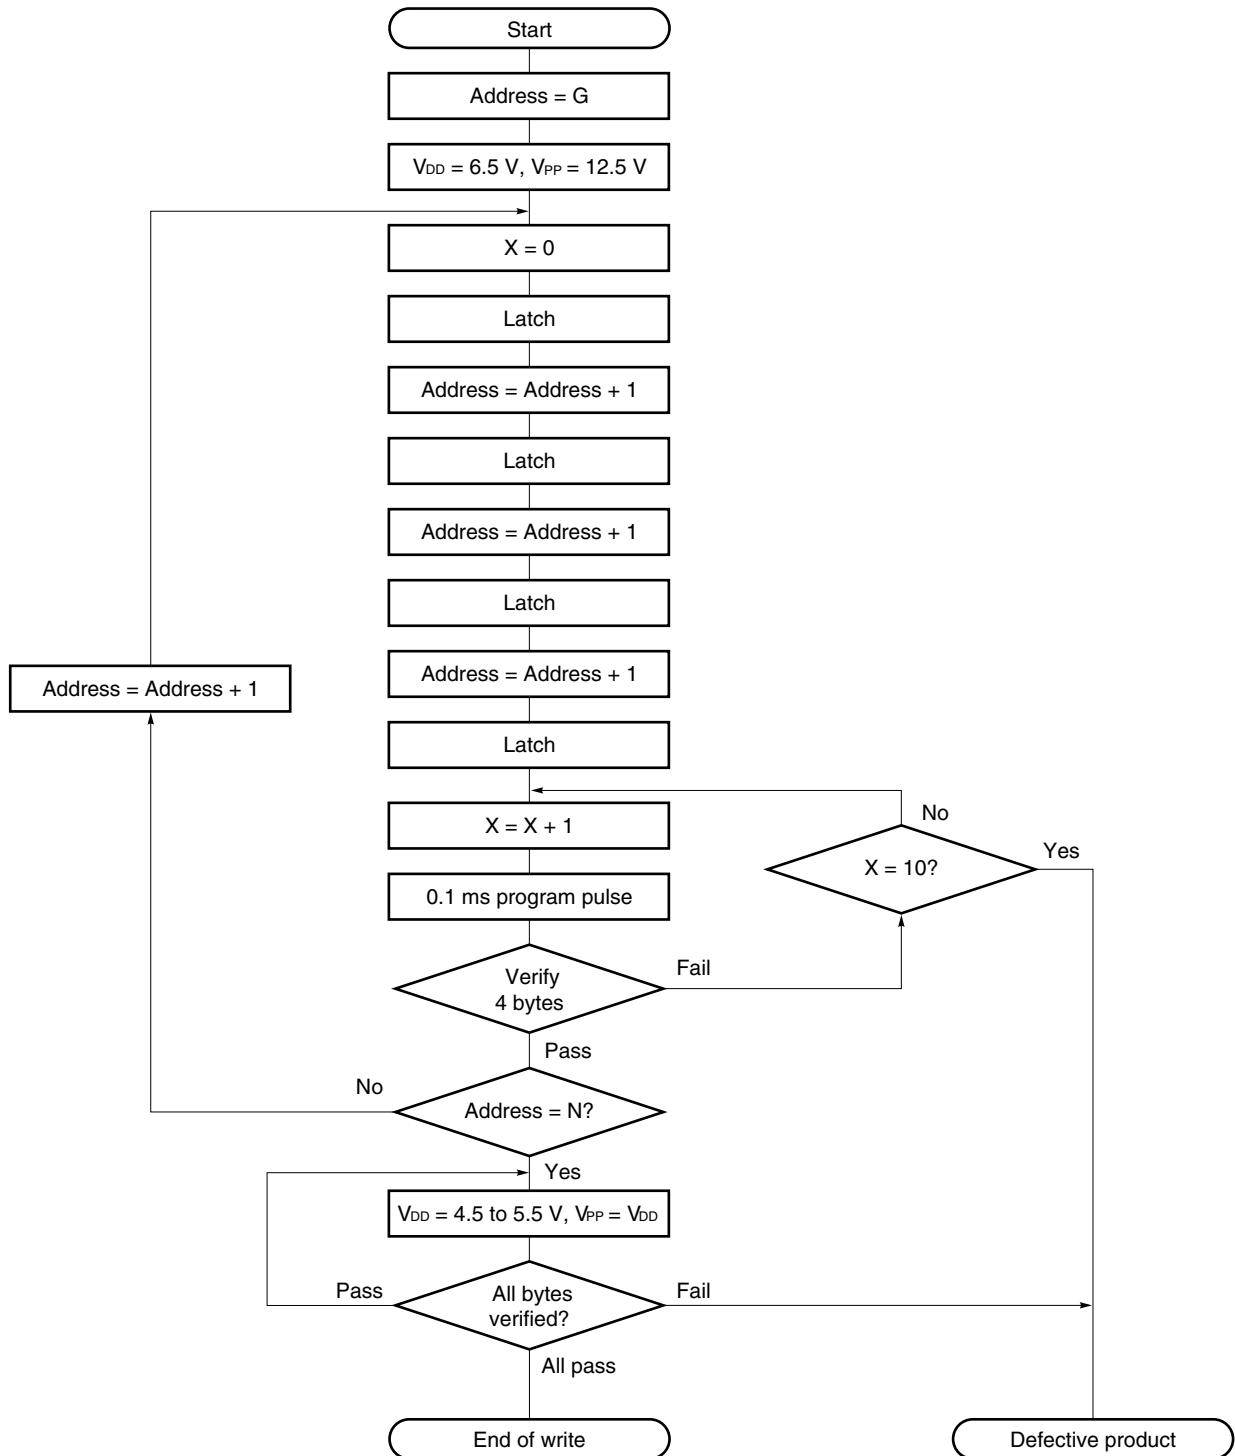 Start
Address = G
VDD = 6.5 V, VPP = 12.5 V
X = 0
Latch
Address = Address + 1
Latch
Address = Address + 1
Latch
Address = Address + 1
Address = Address + 1
Latch
X = X + 1
No
X = 10?
Yes
0.1 ms program pulse
Verify
4 bytes
Fail
Pass
No
Address = N?
Yes
VDD = 4.5 to 5.5 V, VPP = VDD
Pass
All bytes
verified?
Fail
All pass
End of write
Defective product